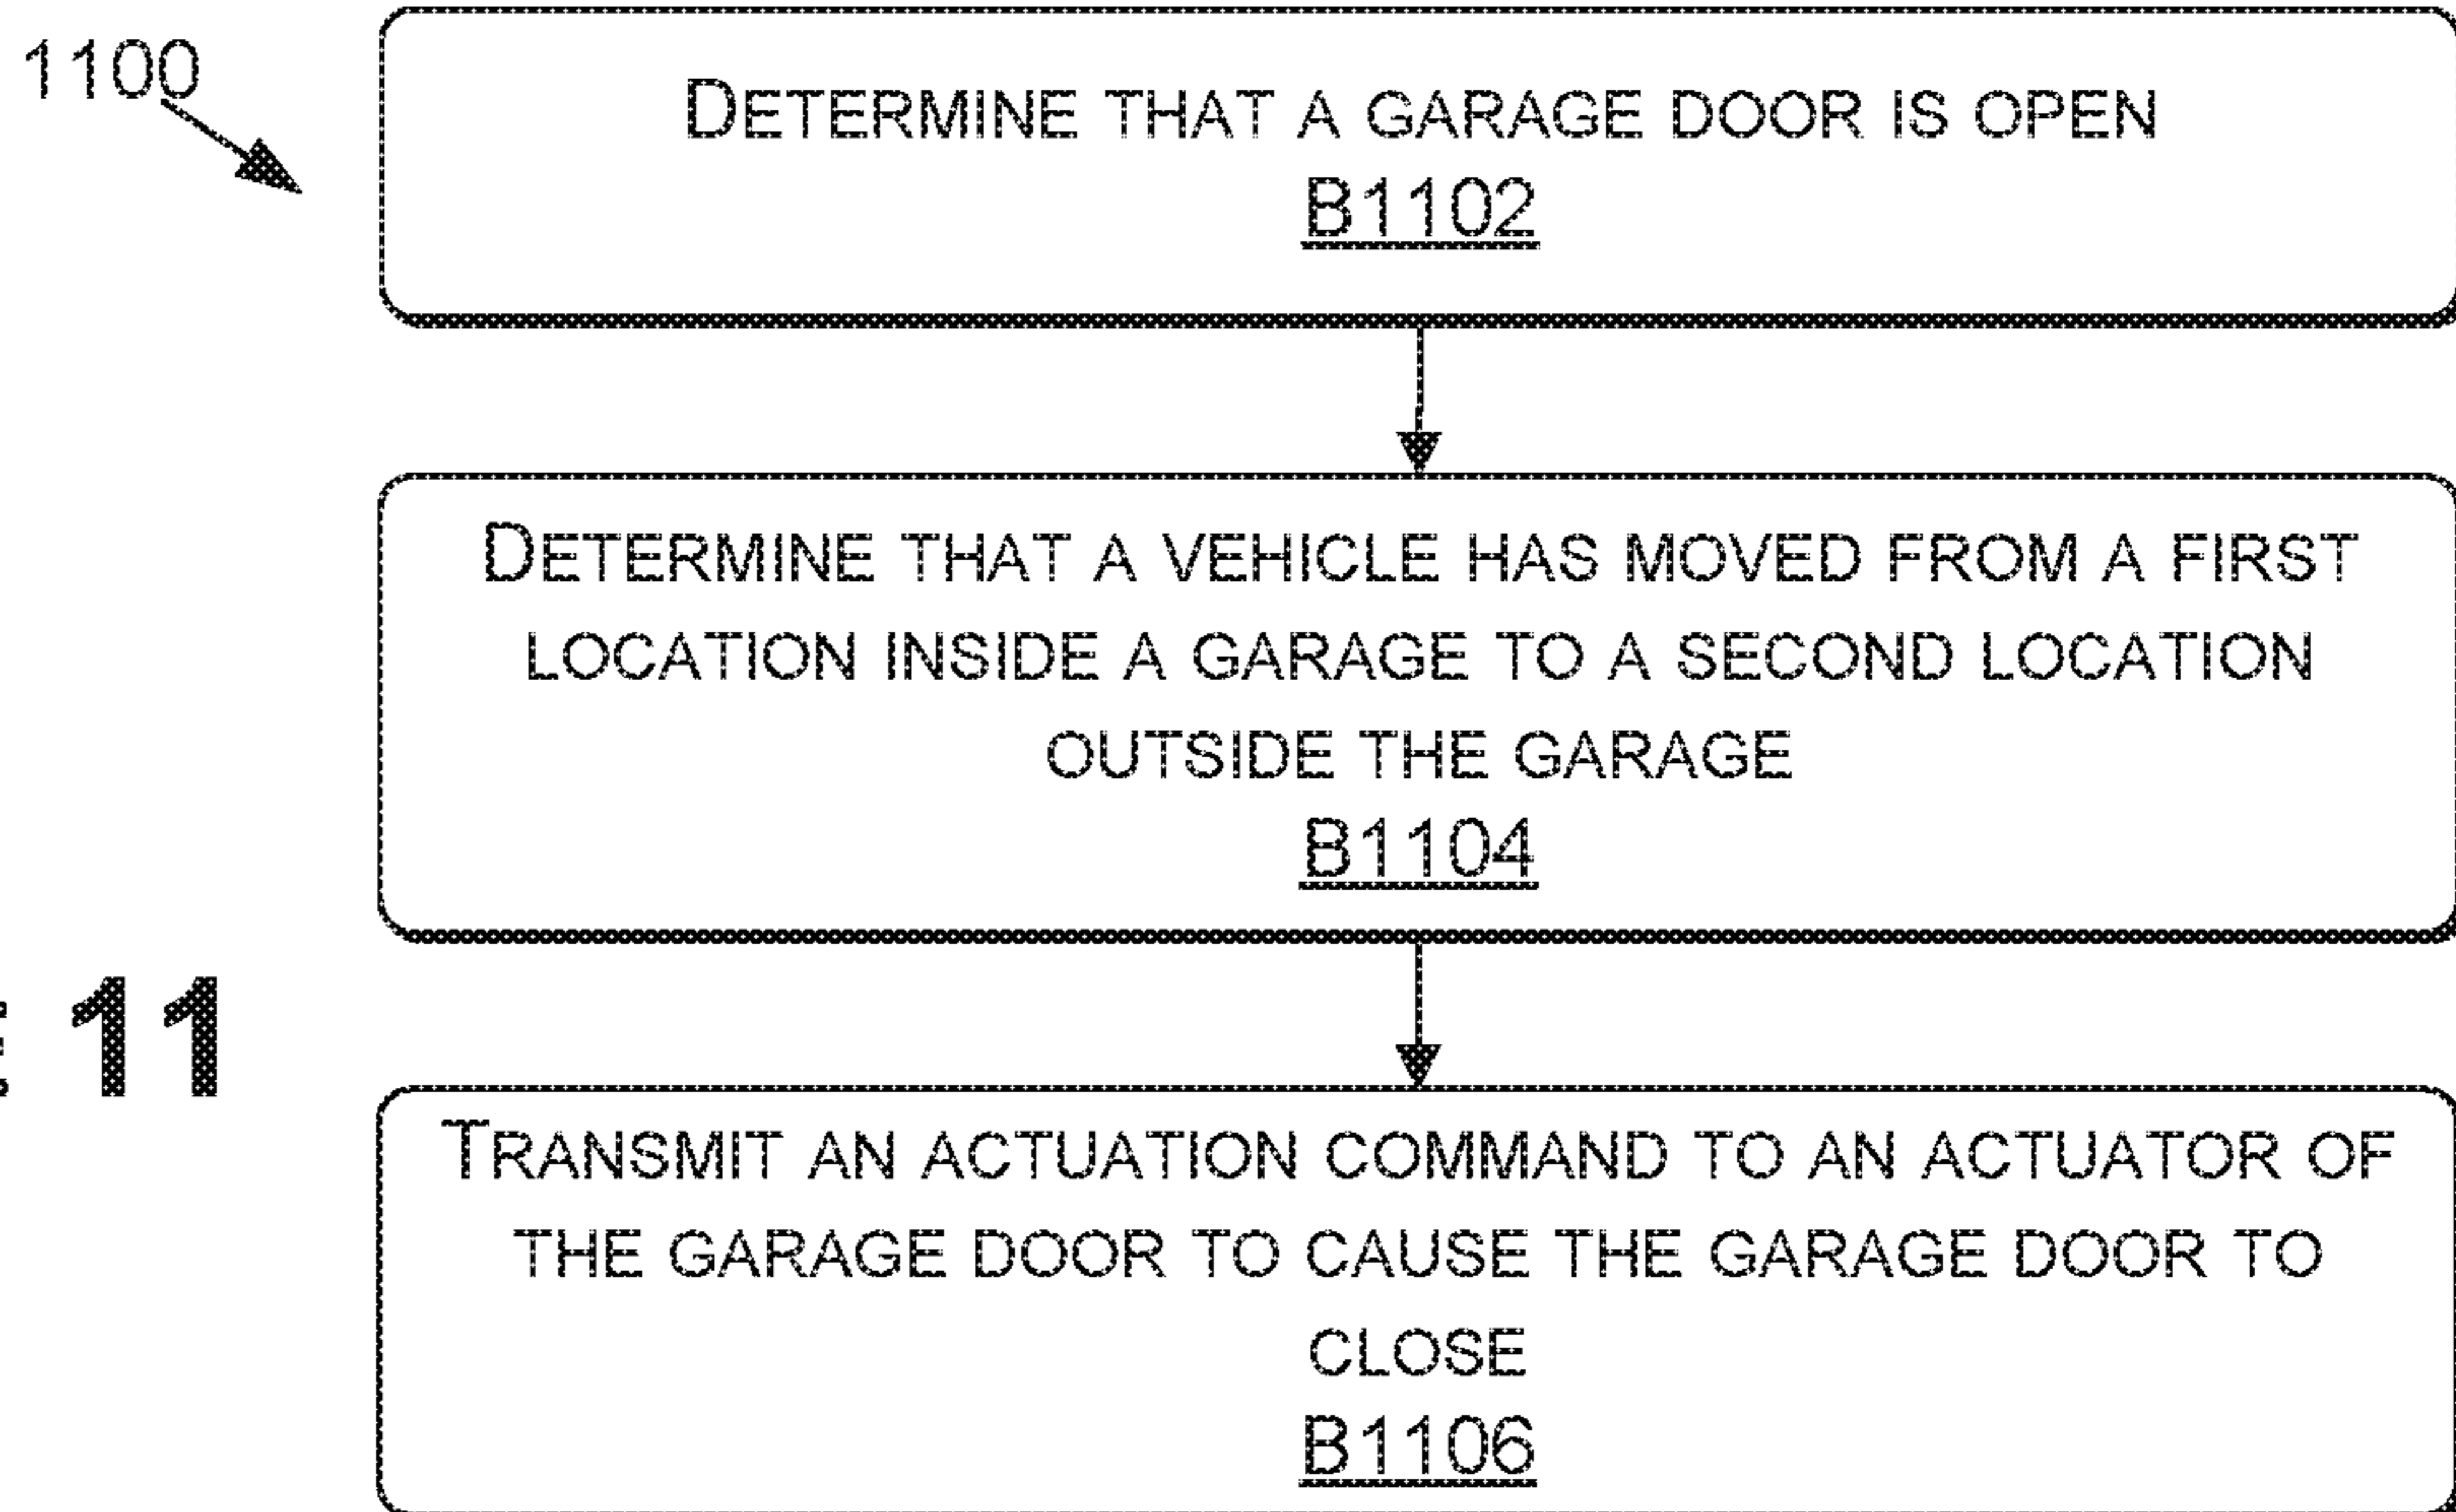 1100
DETERMINE THAT A GARAGE DOOR IS OPEN
B1102
DETERMINE THAT A VEHICLE HAS MOVED FROM A FIRST
LOCATION INSIDE A GARAGE TO A SECOND LOCATION
OUTSIDE THE GARAGE
B1104
11
TRANSMIT AN ACTUATION COMMAND TO AN ACTUATOR OF
THE GARAGE DOOR TO CAUSE THE GARAGE DOOR TO
CLOSE
B1106